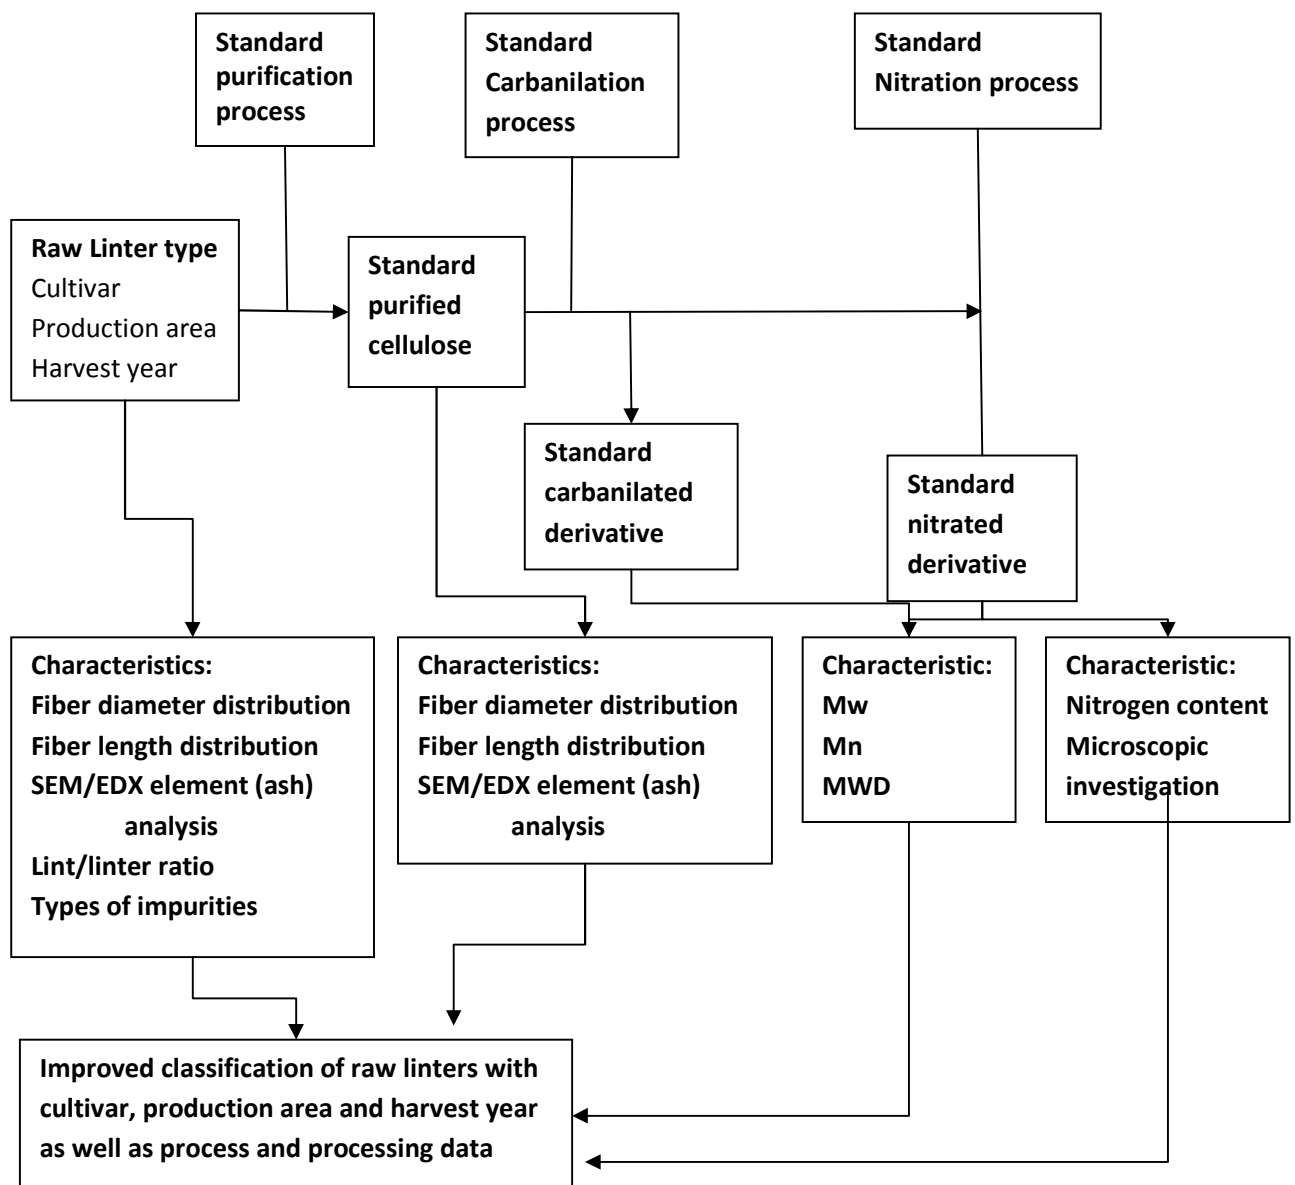 Standard
purification
process
Standard
Carbanilation
process
Standard
Nitration process
Raw Linter type
Cultivar
Production area
Harvest year
Standard
purified
cellulose
Standard
carbanilated
derivative
Standard
nitrated
derivative
Characteristics:
Fiber diameter distribution
Fiber length distribution
SEM/EDX element (ash)
analysis
Lint/linter ratio
Types of impurities
Characteristics:
Fiber diameter distribution
Fiber length distribution
SEM/EDX element (ash)
analysis
Characteristic:
Mw
Mn
MWD
Characteristic:
Nitrogen content
Microscopic
investigation
Improved classification of raw linters with
cultivar, production area and harvest year
as well as process and processing data